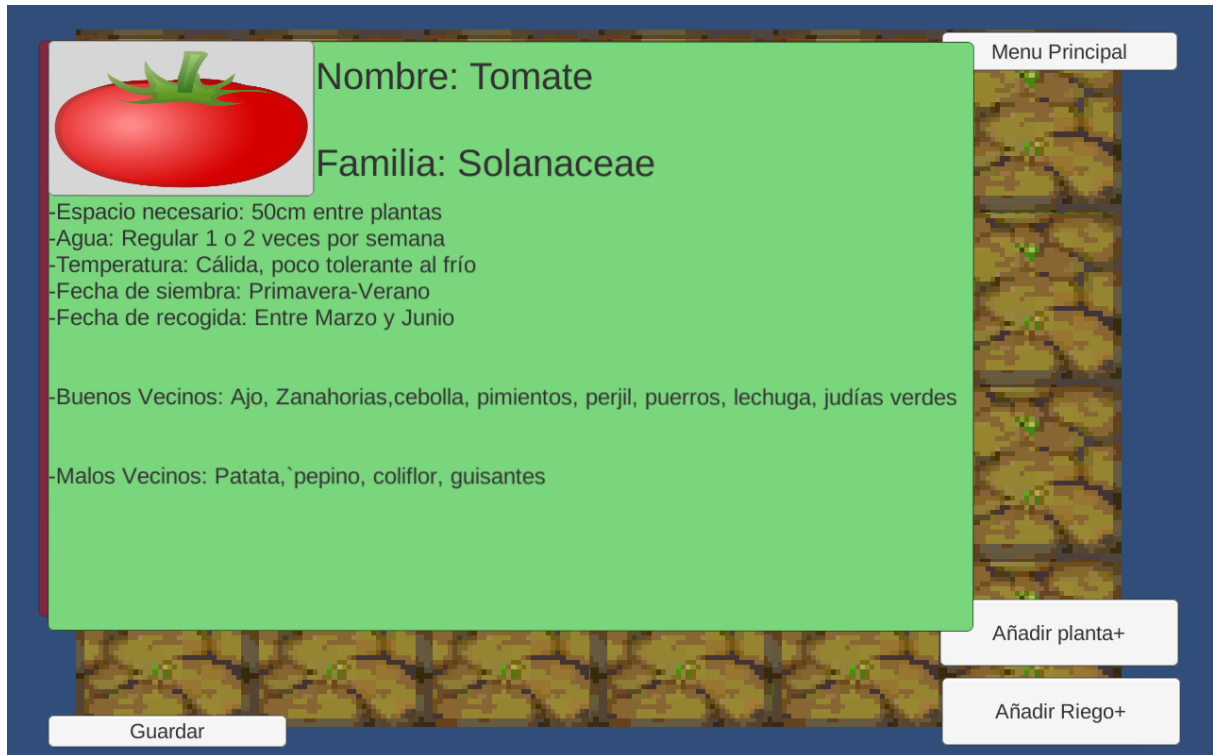 Menu Principal
Nombre: Tomate
Familia: Solanaceae
-Espacio necesario: 50cm entre plantas
-Agua: Regular 1 o 2 veces por semana
-Temperatura: Cálida, poco tolerante al frío
-Fecha de siembra: Primavera-Verano
-Fecha de recogida: Entre Marzo y Junio
-Buenos Vecinos: Ajo, Zanahorias,cebolla, pimientos, perjil, puerros, lechuga, judías verdes
-Malos Vecinos: Patata,`pepino, coliflor, guisantes
Añadir planta+
Añadir Riego+
Guardar